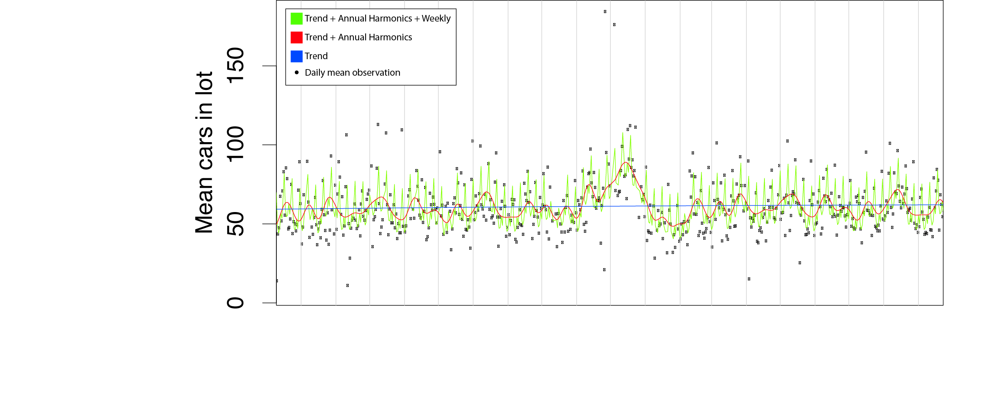 Trend + Annual Harmonics + Weekly
Trend + Annual Harmonics
Trend
Daily mean observation
Mean cars in lot
150
100
50
0